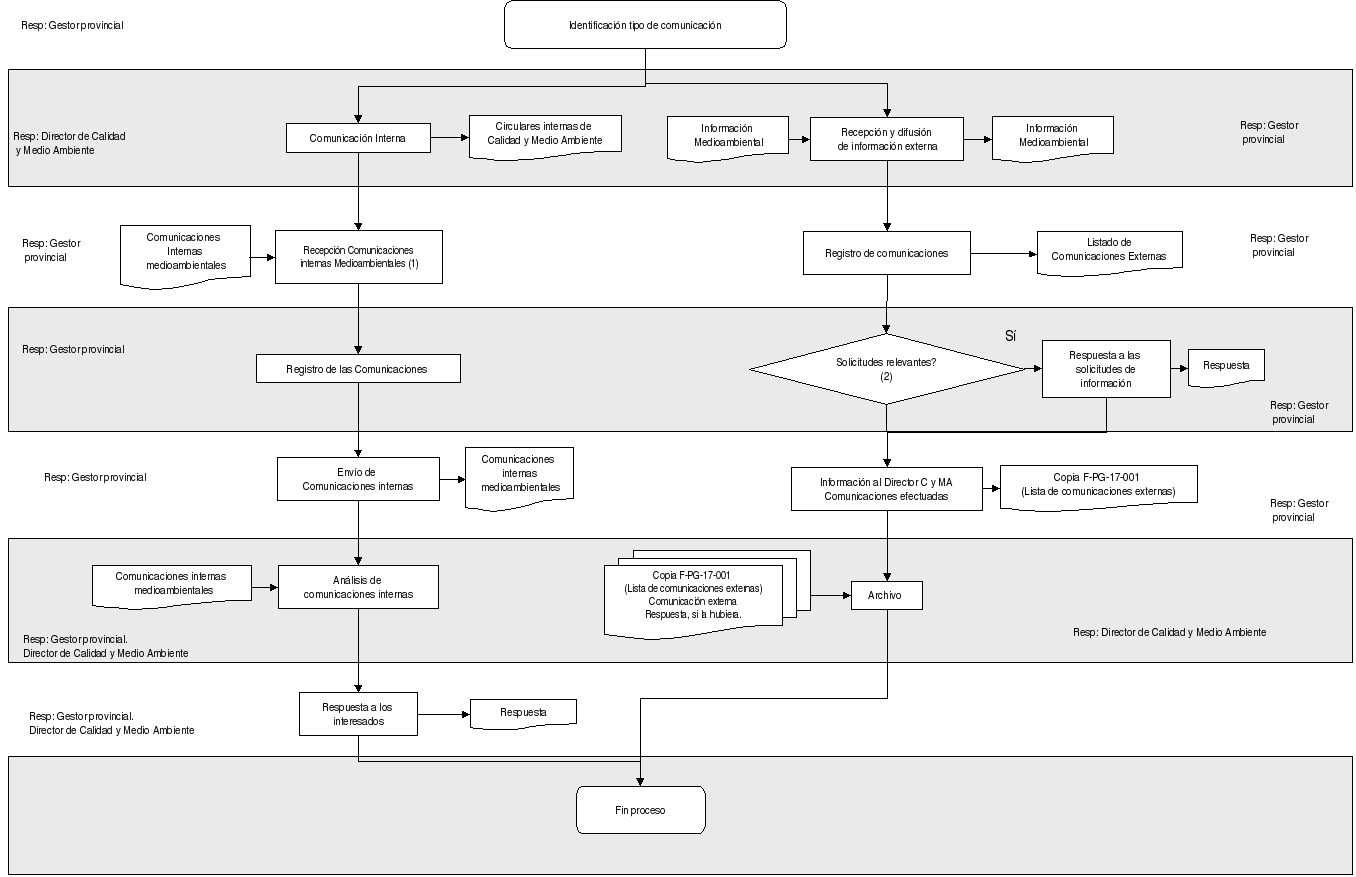 Resp: Gestor provincial
Identificación tipo de comunicación
Resp: Director de Calidad
y Medio Ambiente
Comunicación Interna
Circulares internas de
Calidad y Medio Ambiente
Información
Medioambiental
Recepción y difusión
de información externa
Información
Medioambiental
Resp: Gestor
provincial
Resp: Gestor
provincial
Comunicaciones
Internas
medioambientales
Recepción Comunicaciones
internas Medioambientales (1)
Registro de comunicaciones
Listado de
Comunicaciones Externas
Resp: Gestor
provincial
Resp: Gestor provincial
Registro de las Comunicaciones
Solicitudes relevantes?
(2)
Sí
Respuesta a las
solicitudes de
información
Respuesta
Resp: Gestor
provincial
Resp: Gestor provincial
Envío de
Comunicaciones internas
Comunicaciones
internas
medioambientales
Información al Director C y MA
Comunicaciones efectuadas
Copia F-PG-17-001
(Lista de comunicaciones externas)
Resp: Gestor
provincial
Comunicaciones internas
medioambientales
Análisis de
comunicaciones internas
Copia F-PG-17-001
(Lista de comunicaciones externas)
Comunicación externa
Respuesta, si la hubiera.
Archivo
Resp: Gestor provincial.
Director de Calidad y Medio Ambiente
Resp: Director de Calidad y Medio Ambiente
Resp: Gestor provincial.
Director de Calidad y Medio Ambiente
Respuesta a los
interesados
Respuesta
Fin proceso